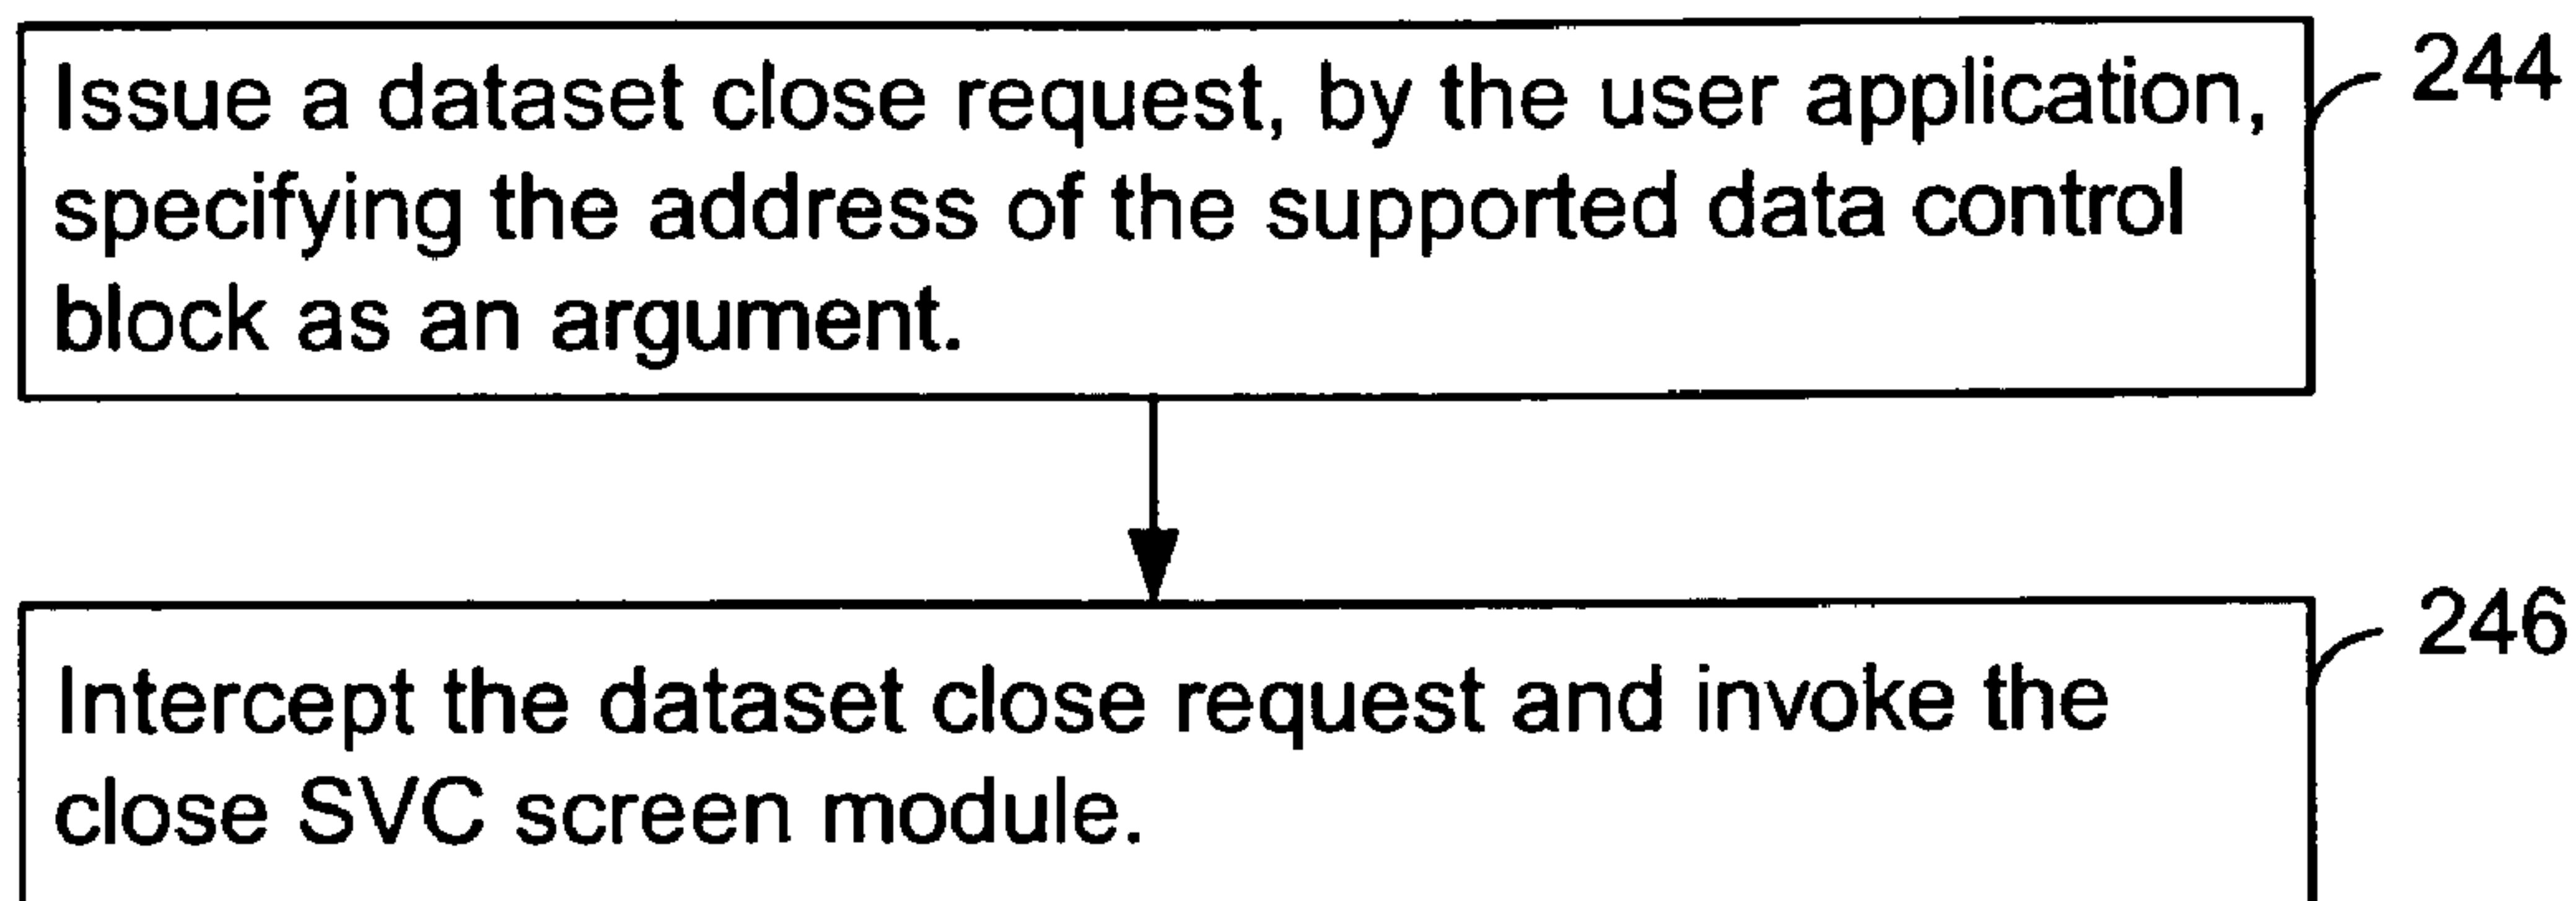 Issue a dataset close request, by the user application,
specifying the address of the supported data control
block as an argument.
244
Intercept the dataset close request and invoke the
close SVC screen module.
246